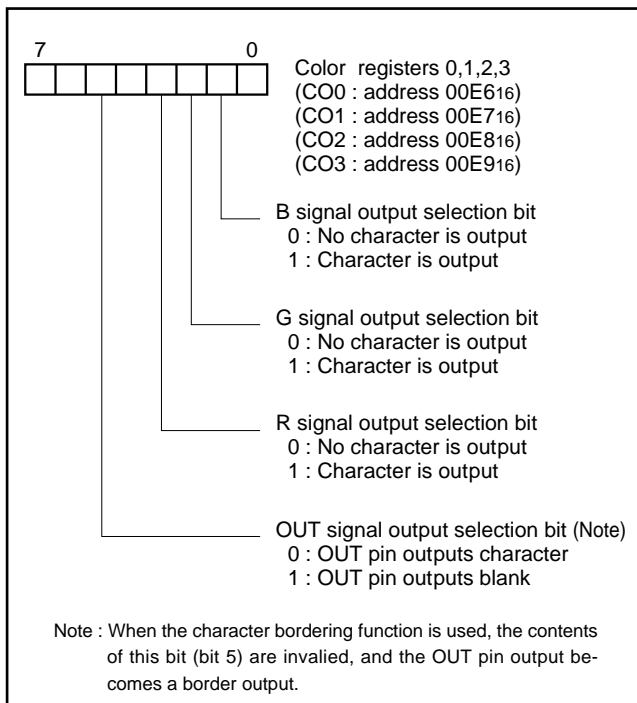 7 0
Color registers 0,1,2,3
(CO0 : address 00E616)
(CO1 : address 00E716)
(CO2 : address 00E816)
(CO3 : address 00E916)
B signal output selection bit
0 : No character is output
1 : Character is output
G signal output selection bit
0 : No character is output
1 : Character is output
R signal output selection bit
0 : No character is output
1 : Character is output
OUT signal output selection bit (Note)
0 : OUT pin outputs character
1 : OUT pin outputs blank
Note : When the character bordering function is used, the contents
of this bit (bit 5) are invalied, and the OUT pin output be-
comes a border output.